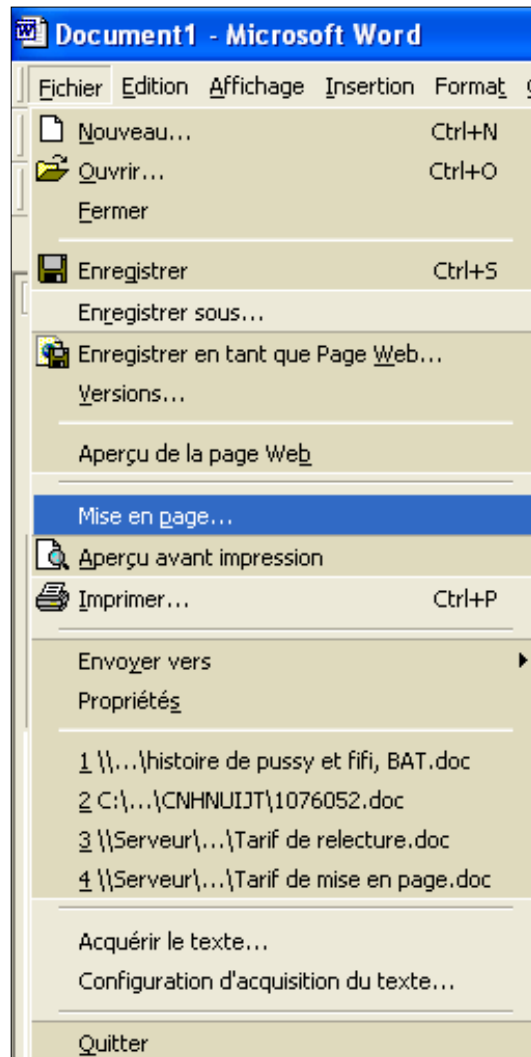 Document1 - Microsoft Word
Fichier Edition Affichage Insertion Format
Nouveau... Ctrl+N
Ouvrir... Ctrl+O
Fermer
Enregistrer Ctrl+S
Enregistrer sous...
Enregistrer en tant que Page Web...
Versions...
Aperçu de la page Web
Mise en page...
Aperçu avant impression
Imprimer... Ctrl+P
Envoyer vers
Propriétés
1 \\...\histoire de pussy et fifi, BAT.doc
2 C:\...\CNHNUIJT\1076052.doc
3 \\Serveur\...\Tarif de relecture.doc
4 \\Serveur\...\Tarif de mise en page.doc
Acquérir le texte...
Configuration d'acquisition du texte...
Quitter